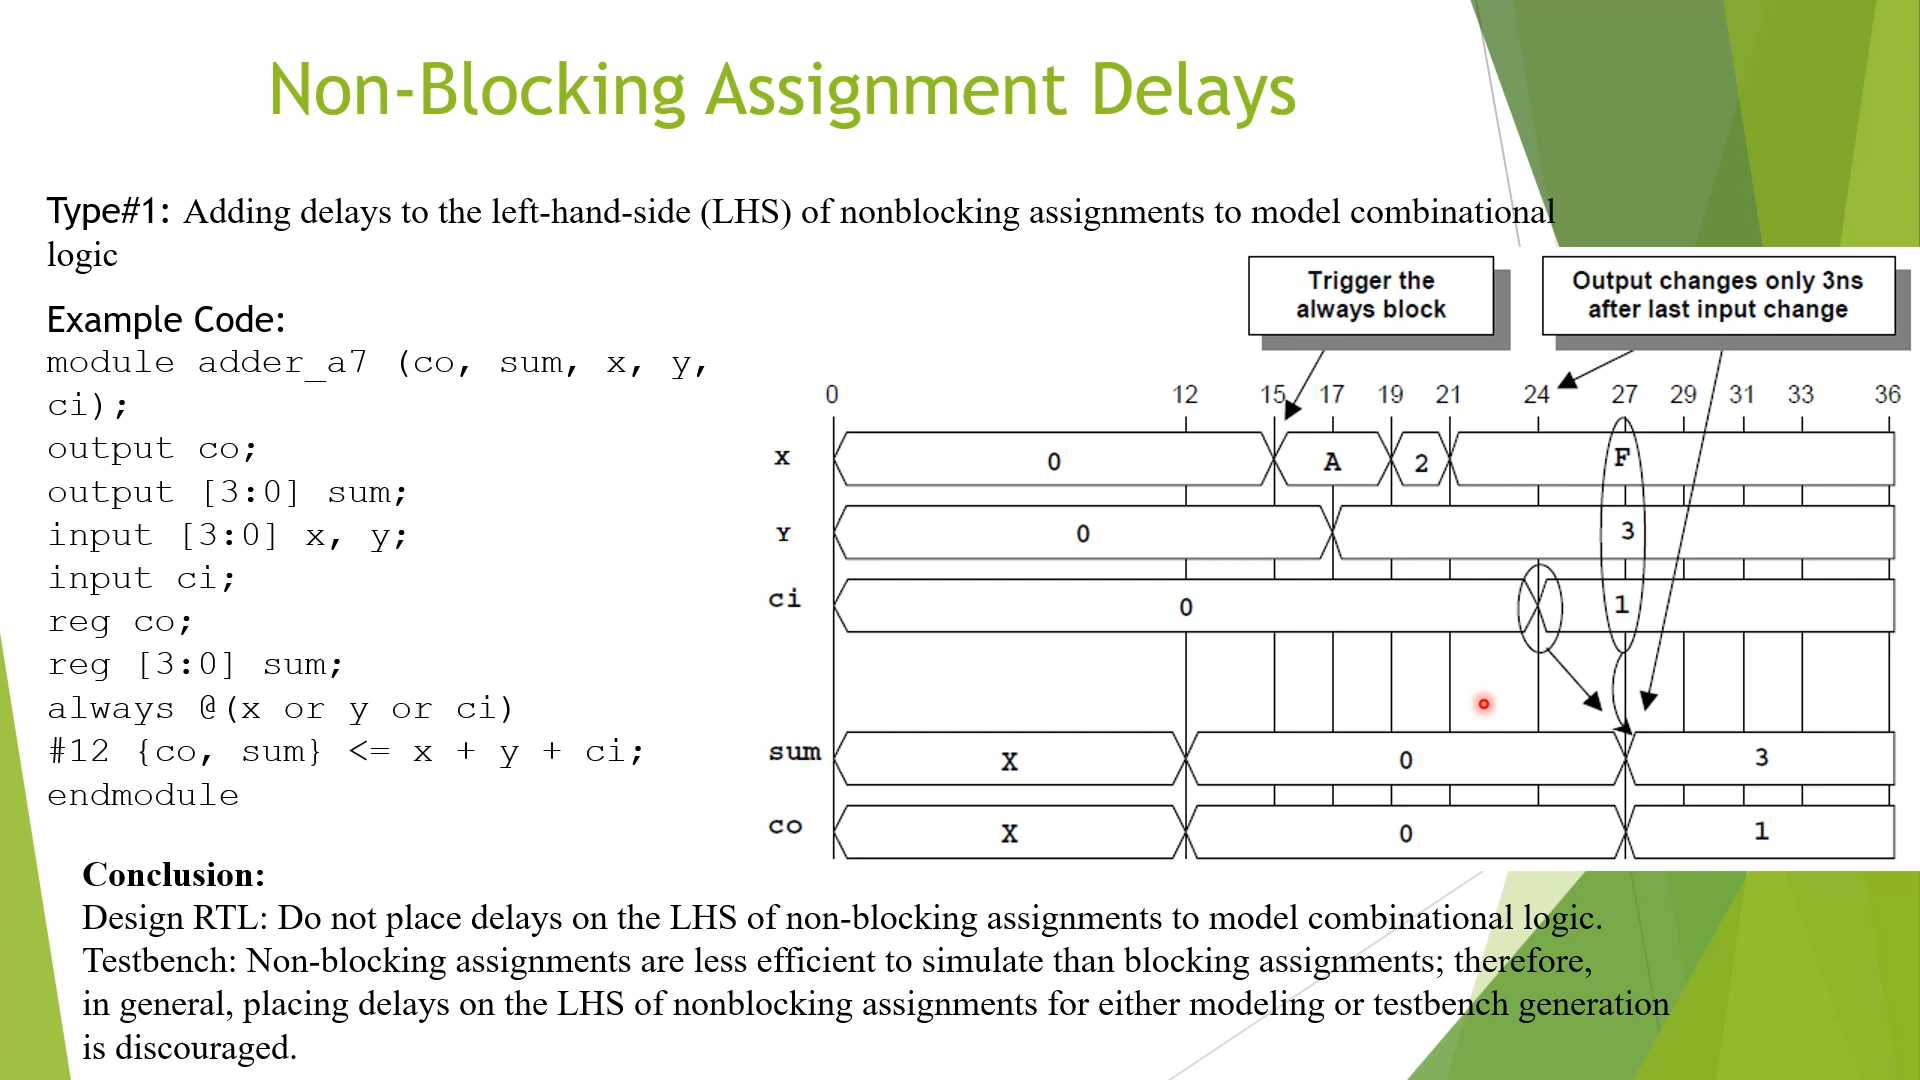 Non-Blocking Assignment Delays
Type#1: Adding delays to the left-hand-side (LHS) of nonblocking assignments to model combinational
logic
Example Code:
module adder_a7 (co, sum, x, y,
ci);
output co;
output [3:0] sum;
input [3:0] x, y;
input ci;
reg co;
reg [3:0] sum;
always @(x or y or ci)
#12 {co, sum} <= x + y + ci;
endmodule
Trigger the
always block
Output changes only 3ns
after last input change
0 12 15 17 19 21 24 27 29 31 33 36
x 0 A 2 F
Y 0 3
ci 0 1
sum X 0 3
co X 0 1
Conclusion:
Design RTL: Do not place delays on the LHS of non-blocking assignments to model combinational logic.
Testbench: Non-blocking assignments are less efficient to simulate than blocking assignments; therefore,
in general, placing delays on the LHS of nonblocking assignments for either modeling or testbench generation
is discouraged.